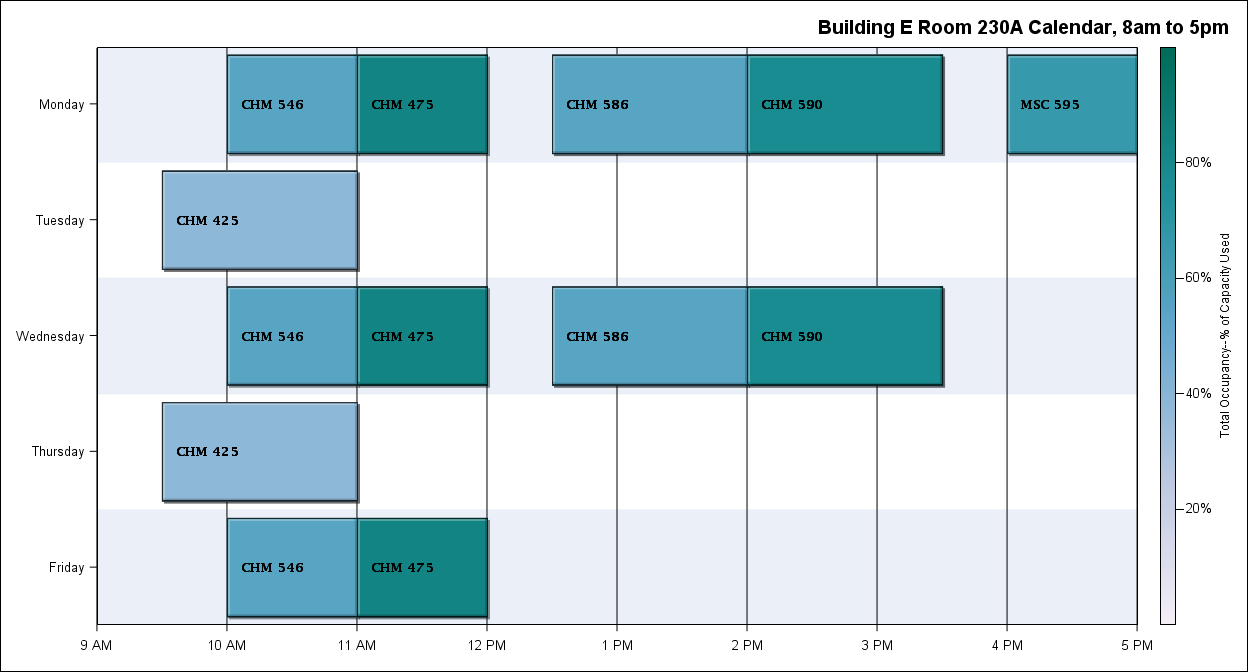 Building E Room 230A Calendar, 8am to 5pm
Monday
CHM 546
CHM 475
CHM 586
CHM 590
MSC 595
Tuesday
CHM 425
Wednesday
CHM 546
CHM 475
CHM 586
CHM 590
Thursday
CHM 425
Friday
CHM 546
CHM 475
9 AM
10 AM
11 AM
12 PM
1 PM
2 PM
3 PM
4 PM
5 PM
80%
60%
40%
20%
Total Occupancy--% of Capacity Used